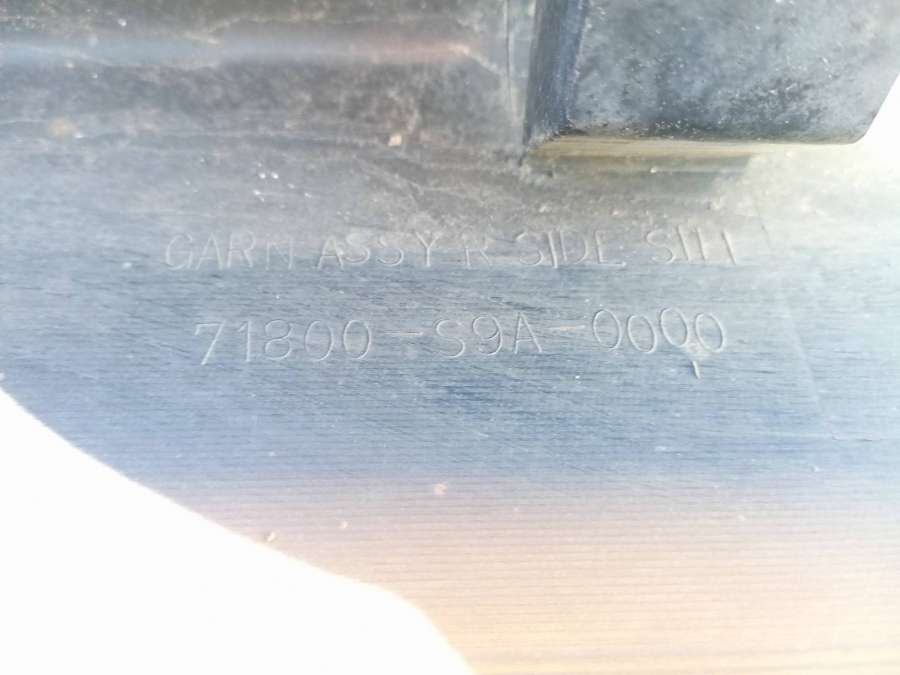 GARN ASSY R SIDE SILL
71800-S9A-0000